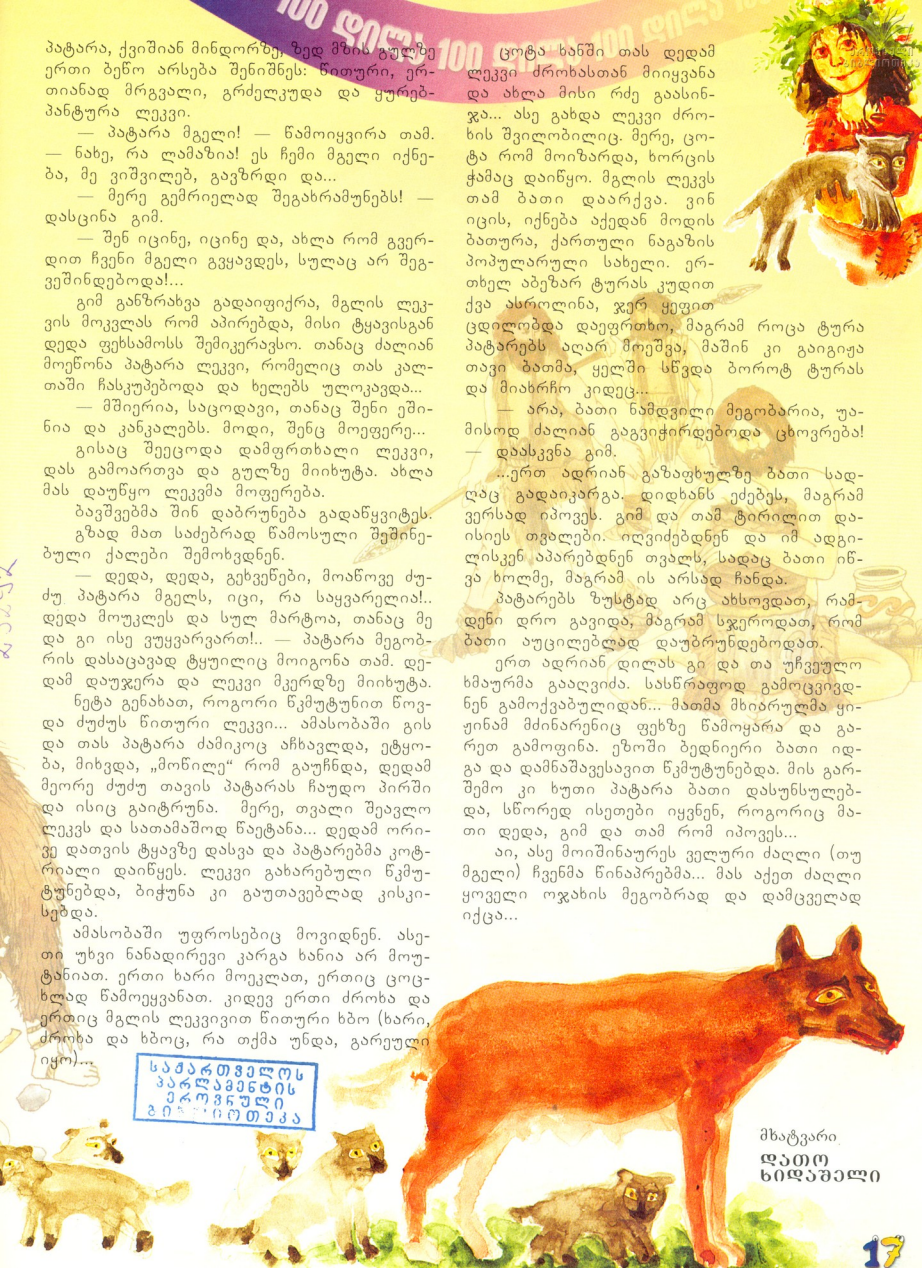 100 დილა 100 დილა 100 დილა 100
პატარა, ქვიშიან მინდორზე, ზედ მზის გულზე
ერთი ბეწო არსება შენიშნეს: წითური, ერ-
თიანად მრგვალი, გრძელკუდა და ყურებ-
პანტურა ლეკვი.
— პატარა მგელი! — წამოიყვირა თამ.
— ნახე, რა ლამაზია! ეს ჩემი მგელი იქნე-
ბა, მე ვიშვილებ, გავზრდი და...
— მერე გემრიელად შეგახრამუნებს! —
დასცინა გიმ.
— შენ იცინე, იცინე და, ახლა რომ გვერ-
დით ჩვენი მგელი გვყავდეს, სულაც არ შეგ-
ვეშინდებოდა!...
გიმ განზრახვა გადაიფიქრა, მგლის ლეკ-
ვის მოკვლას რომ აპირებდა, მისი ტყავისგან
დედა ფეხსამოსს შემიკერავსო. თანაც ძალიან
მოეწონა პატარა ლეკვი, რომელიც თას კალ-
თაში ჩასკუპებოდა და ხელებს ულოკავდა...
— მშიერია, საცოდავი, თანაც შენი ეში-
ნია და კანკალებს. მოდი, შენც მოეფერე...
გისაც შეეცოდა დამფრთხალი ლეკვი,
დას გამოართვა და გულზე მიიხუტა. ახლა
მას დაუწყო ლეკვმა მოფერება.
ბავშვებმა შინ დაბრუნება გადაწყვიტეს.
გზად მათ საძებრად წამოსული შეშინე-
ბული ქალები შემოხვდნენ.
— დედა, დედა, გეხვეწები, მოაწოვე ძუ-
ძუ პატარა მგელს, იცი, რა საყვარელია!..
დედა მოუკლეს და სულ მარტოა, თანაც მე
და გი ისე ვუყვარვართ!.. — პატარა მეგობ-
რის დასაცავად ტყუილიც მოიგონა თამ. დე-
დამ დაუჯერა და ლეკვი მკერდზე მიიხუტა.
ნეტა გენახათ, როგორი წკმუტუნით წოვ-
და ძუძუს წითური ლეკვი... ამასობაში გის
და თას პატარა ძამიკოც აჩხავლდა, ეტყო-
ბა, მიხვდა, „მოწილე“ რომ გაუჩნდა, დედამ
მეორე ძუძუ თავის პატარას ჩაუდო პირში
და ისიც გაიტრუნა. მერე, თვალი შეავლო
ლეკვს და სათამაშოდ წაეტანა... დედამ ორი-
ვე დათვის ტყავზე დასვა და პატარებმა კოტ-
რიალი დაიწყეს. ლეკვი გახარებული წკმუ-
ტუნებდა, ბიჭუნა კი გაუთავებლად კისკი-
სებდა.
ამასობაში უფროსებიც მოვიდნენ. ასე-
თი უხვი ნანადირევი კარგა ხანია არ მოუ-
ტანიათ. ერთი ხარი მოეკლათ, ერთიც ცოც-
ხლად წამოეყვანათ. კიდევ ერთი ძროხა და
ერთიც მგლის ლეკვივით წითური ხბო (ხარი,
ძროხა და ხბოც, რა თქმა უნდა, გარეული
იყო)...
ცოტა ხანში თას დედამ
ლეკვი ძროხასთან მიიყვანა
და ახლა მისი რძე გაასინ-
ჯა... ასე გახდა ლეკვი ძრო-
ხის შვილობილიც. მერე, ცო-
ტა რომ მოიზარდა, ხორცის
ჭამაც დაიწყო. მგლის ლეკვს
თამ ბათი დაარქვა. ვინ
იცის, იქნება აქედან მოდის
ბათურა, ქართული ნაგაზის
პოპულარული სახელი. ერ-
თხელ აბეზარ ტურას კუდით
ქვა ასროლინა, ჯერ ყეფით
ცდილობდა დაეფრთხო, მაგრამ როცა ტურა
პატარებს აღარ მოეშვა, მაშინ კი გაიგიჟა
თავი ბათმა, ყელში სწვდა ბოროტ ტურას
და მიახრჩო კიდეც...
— არა, ბათი ნამდვილი მეგობარია, უა-
მისოდ ძალიან გაგვიჭირდებოდა ცხოვრება!
— დაასკვნა გიმ.
...ერთ ადრიან გაზაფხულზე ბათი სად-
ღაც გადაიკარგა. დიდხანს ეძებეს, მაგრამ
ვერსად იპოვეს. გიმ და თამ ტირილით და-
ისიეს თვალები. იღვიძებდნენ და იმ ადგი-
ლისკენ აპარებდნენ თვალს, სადაც ბათი იწ-
ვა ხოლმე, მაგრამ ის არსად ჩანდა.
პატარებს ზუსტად არც ახსოვდათ, რამ-
დენი დრო გავიდა, მაგრამ სჯეროდათ, რომ
ბათი აუცილებლად დაუბრუნდებოდათ.
ერთ ადრიან დილას გი და თა უჩვეულო
ხმაურმა გააღვიძა. სასწრაფოდ გამოცვივდ-
ნენ გამოქვაბულიდან... მათმა მხიარულმა ყი-
ჟინამ მძინარენიც ფეხზე წამოყარა და გა-
რეთ გამოფინა. ეზოში ბედნიერი ბათი იდ-
გა და დამნაშავესავით წკმუტუნებდა. მის გარ-
შემო კი ხუთი პატარა ბათი დასუნსულებ-
და, სწორედ ისეთები იყვნენ, როგორიც მა-
თი დედა, გიმ და თამ რომ იპოვეს...
აი, ასე მოიშინაურეს ველური ძაღლი (თუ
მგელი) ჩვენმა წინაპრებმა... მას აქეთ ძაღლი
ყოველი ოჯახის მეგობრად და დამცველად
იქცა...
საქართველოს
პარლამენტის
ეროვნული
ბიბლიოთეკა
მხატვარი
დათო
ხიდაშელი
17